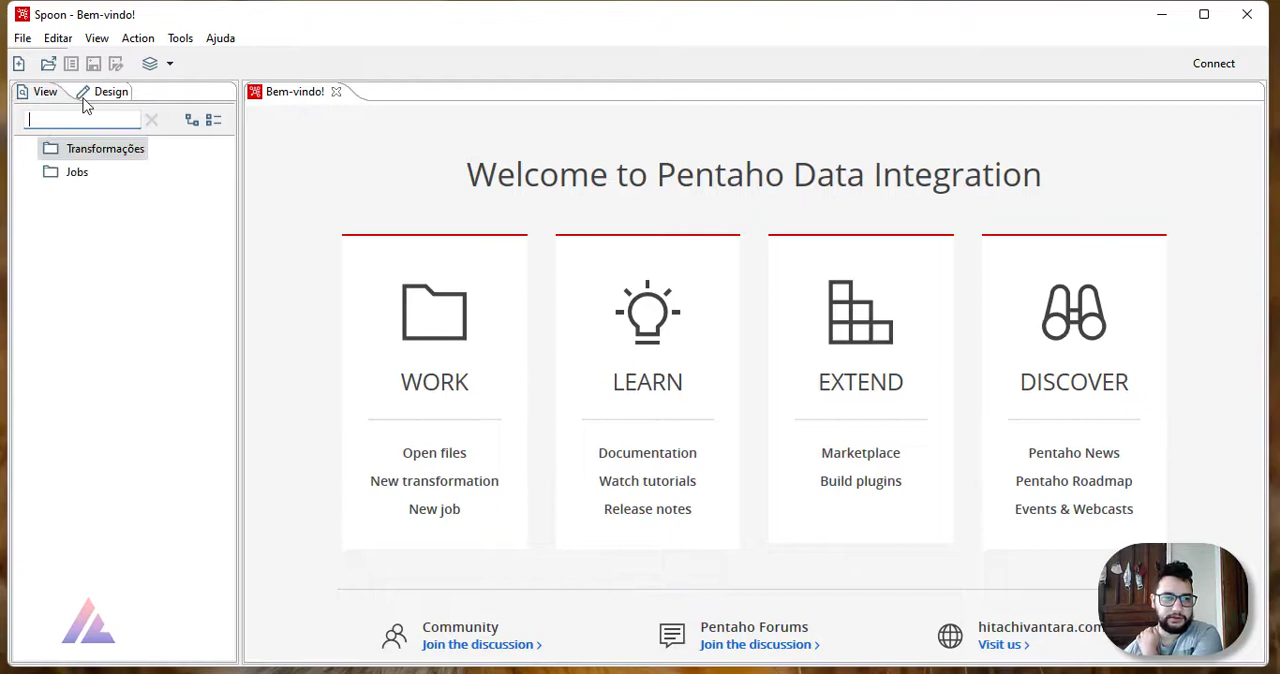 Spoon - Bem-vindo!
File Editar View Action Tools Ajuda
Connect
View Design
Bem-vindo!
Transformações
Jobs
Welcome to Pentaho Data Integration
WORK
Open files
New transformation
New job
LEARN
Documentation
Watch tutorials
Release notes
EXTEND
Marketplace
Build plugins
DISCOVER
Pentaho News
Pentaho Roadmap
Events & Webcasts
Community
Join the discussion >
Pentaho Forums
Join the discussion >
hitachivantara.com
Visit us >